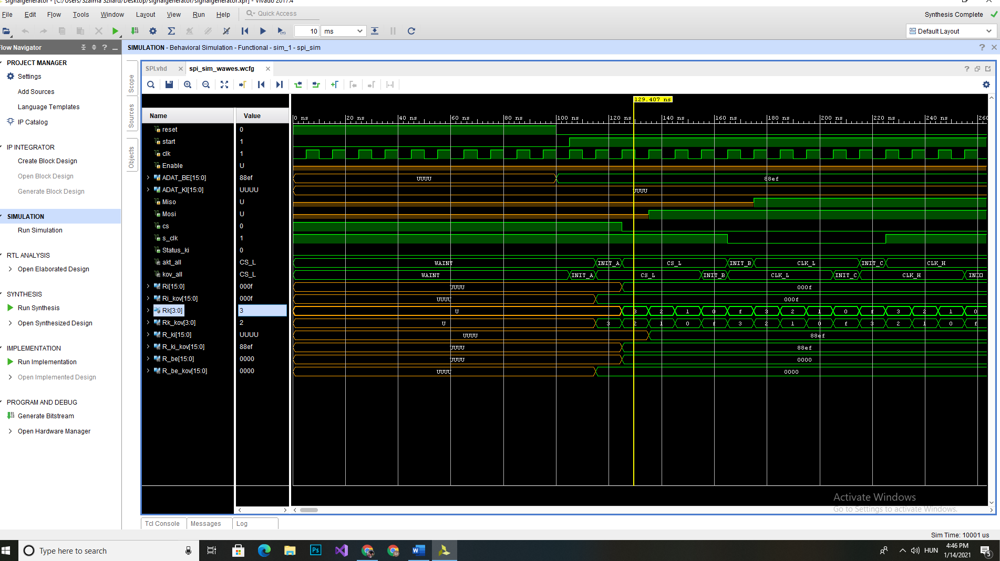 signalgenerator - [C:/Users/Szalma Szilard/Desktop/signalgenerator/signalgenerator.xpr] - Vivado 2017.4
File Edit Flow Tools Window Layout View Run Help Quick Access
Synthesis Complete
10 ms
Default Layout
Flow Navigator
SIMULATION - Behavioral Simulation - Functional - sim_1 - spi_sim
PROJECT MANAGER
Settings
Add Sources
Language Templates
IP Catalog
IP INTEGRATOR
Create Block Design
Open Block Design
Generate Block Design
SIMULATION
Run Simulation
RTL ANALYSIS
Open Elaborated Design
SYNTHESIS
Run Synthesis
Open Synthesized Design
IMPLEMENTATION
Run Implementation
Open Implemented Design
PROGRAM AND DEBUG
Generate Bitstream
Open Hardware Manager
Scope
Sources
Objects
SPI.vhd
spi_sim_wawes.wcfg
129.407 ns
Name Value
0 ns 20 ns 40 ns 60 ns 80 ns 100 ns 120 ns 140 ns 160 ns 180 ns 200 ns 220 ns 240 ns 260
reset 0
start 1
clk 1
Enable U
ADAT_BE[15:0] 88ef UUUU 88ef
ADAT_KI[15:0] UUUU UUUU
Miso U
Mosi U
cs 0
s_clk 1
Status_ki 0
akt_all CS_L WAINT INIT_A CS_L INIT_B CLK_L INIT_C CLK_H
kov_all CS_L WAINT INIT_A CS_L INIT_B CLK_L INIT_C CLK_H INI
Ri[15:0] 000f UUUU 000f
Ri_kov[15:0] 000f UUUU 000f
Rk[3:0] 3 U 3 2 1 0 f 3 2 1 0 f 3 2 1 0
Rk_kov[3:0] 2 U 3 2 1 0 f 3 2 1 0 f 3 2 1 0 f
R_ki[15:0] UUUU UUUU 88ef
R_ki_kov[15:0] 88ef UUUU 88ef
R_be[15:0] 0000 UUUU 0000
R_be_kov[15:0] 0000 UUUU 0000
Activate Windows
Go to Settings to activate Windows.
Tcl Console Messages Log
Sim Time: 10001 us
Type here to search
Ps
HUN
4:46 PM
1/14/2021
5